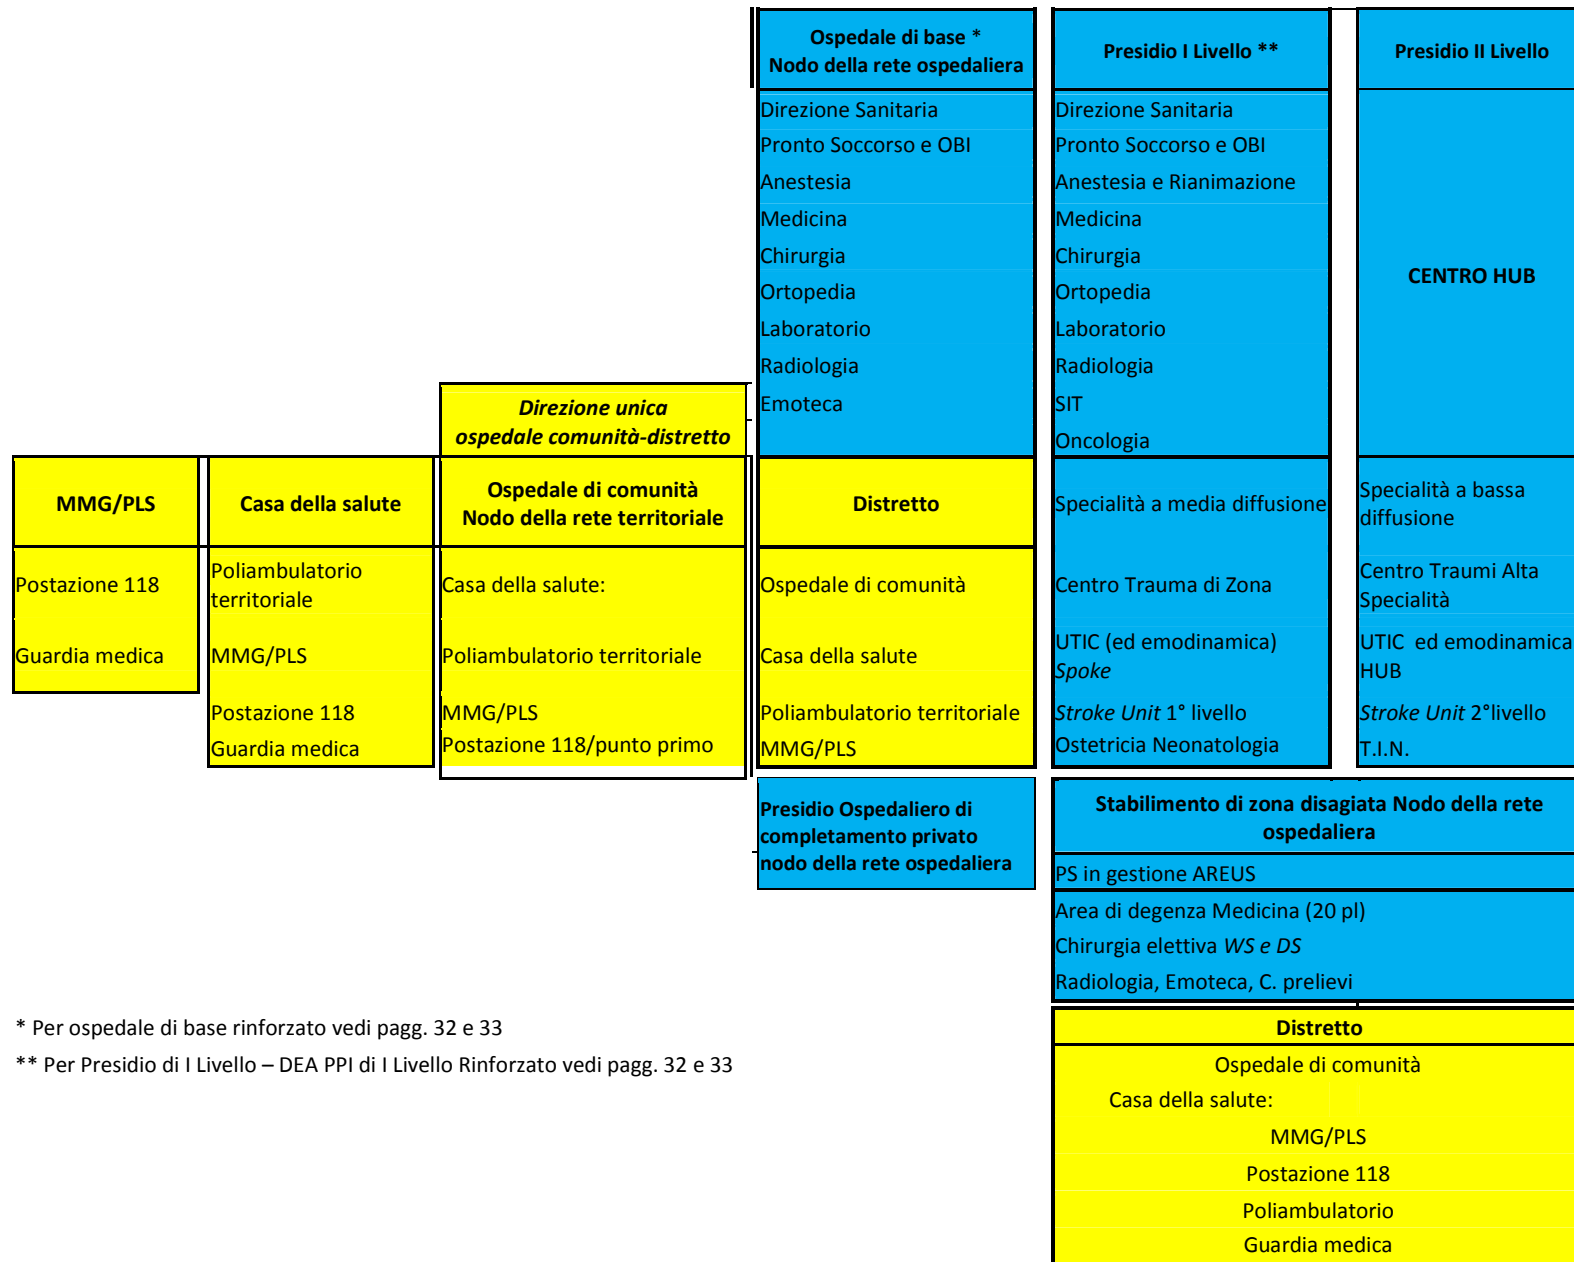 Ospedale di base *
Nodo della rete ospedaliera
Direzione Sanitaria
Pronto Soccorso e OBI
Anestesia
Medicina
Chirurgia
Ortopedia
Laboratorio
Radiologia
Emoteca
Presidio I Livello **
Direzione Sanitaria
Pronto Soccorso e OBI
Anestesia e Rianimazione
Medicina
Chirurgia
Ortopedia
Laboratorio
Radiologia
SIT
Oncologia
Specialità a media diffusione
Centro Trauma di Zona
UTIC (ed emodinamica)
Spoke
Stroke Unit 1° livello
Ostetricia Neonatologia
Presidio II Livello
CENTRO HUB
Specialità a bassa
diffusione
Centro Traumi Alta
Specialità
UTIC ed emodinamica
HUB
Stroke Unit 2°livello
T.I.N.
Direzione unica
ospedale comunità-distretto
MMG/PLS
Postazione 118
Guardia medica
Casa della salute
Poliambulatorio
territoriale
MMG/PLS
Postazione 118
Guardia medica
Ospedale di comunità
Nodo della rete territoriale
Casa della salute:
Poliambulatorio territoriale
MMG/PLS
Postazione 118/punto primo
Distretto
Ospedale di comunità
Casa della salute
Poliambulatorio territoriale
MMG/PLS
Presidio Ospedaliero di
completamento privato
nodo della rete ospedaliera
Stabilimento di zona disagiata Nodo della rete
ospedaliera
PS in gestione AREUS
Area di degenza Medicina (20 pl)
Chirurgia elettiva WS e DS
Radiologia, Emoteca, C. prelievi
Distretto
Ospedale di comunità
Casa della salute:
MMG/PLS
Postazione 118
Poliambulatorio
Guardia medica
* Per ospedale di base rinforzato vedi pagg. 32 e 33
** Per Presidio di I Livello – DEA PPI di I Livello Rinforzato vedi pagg. 32 e 33